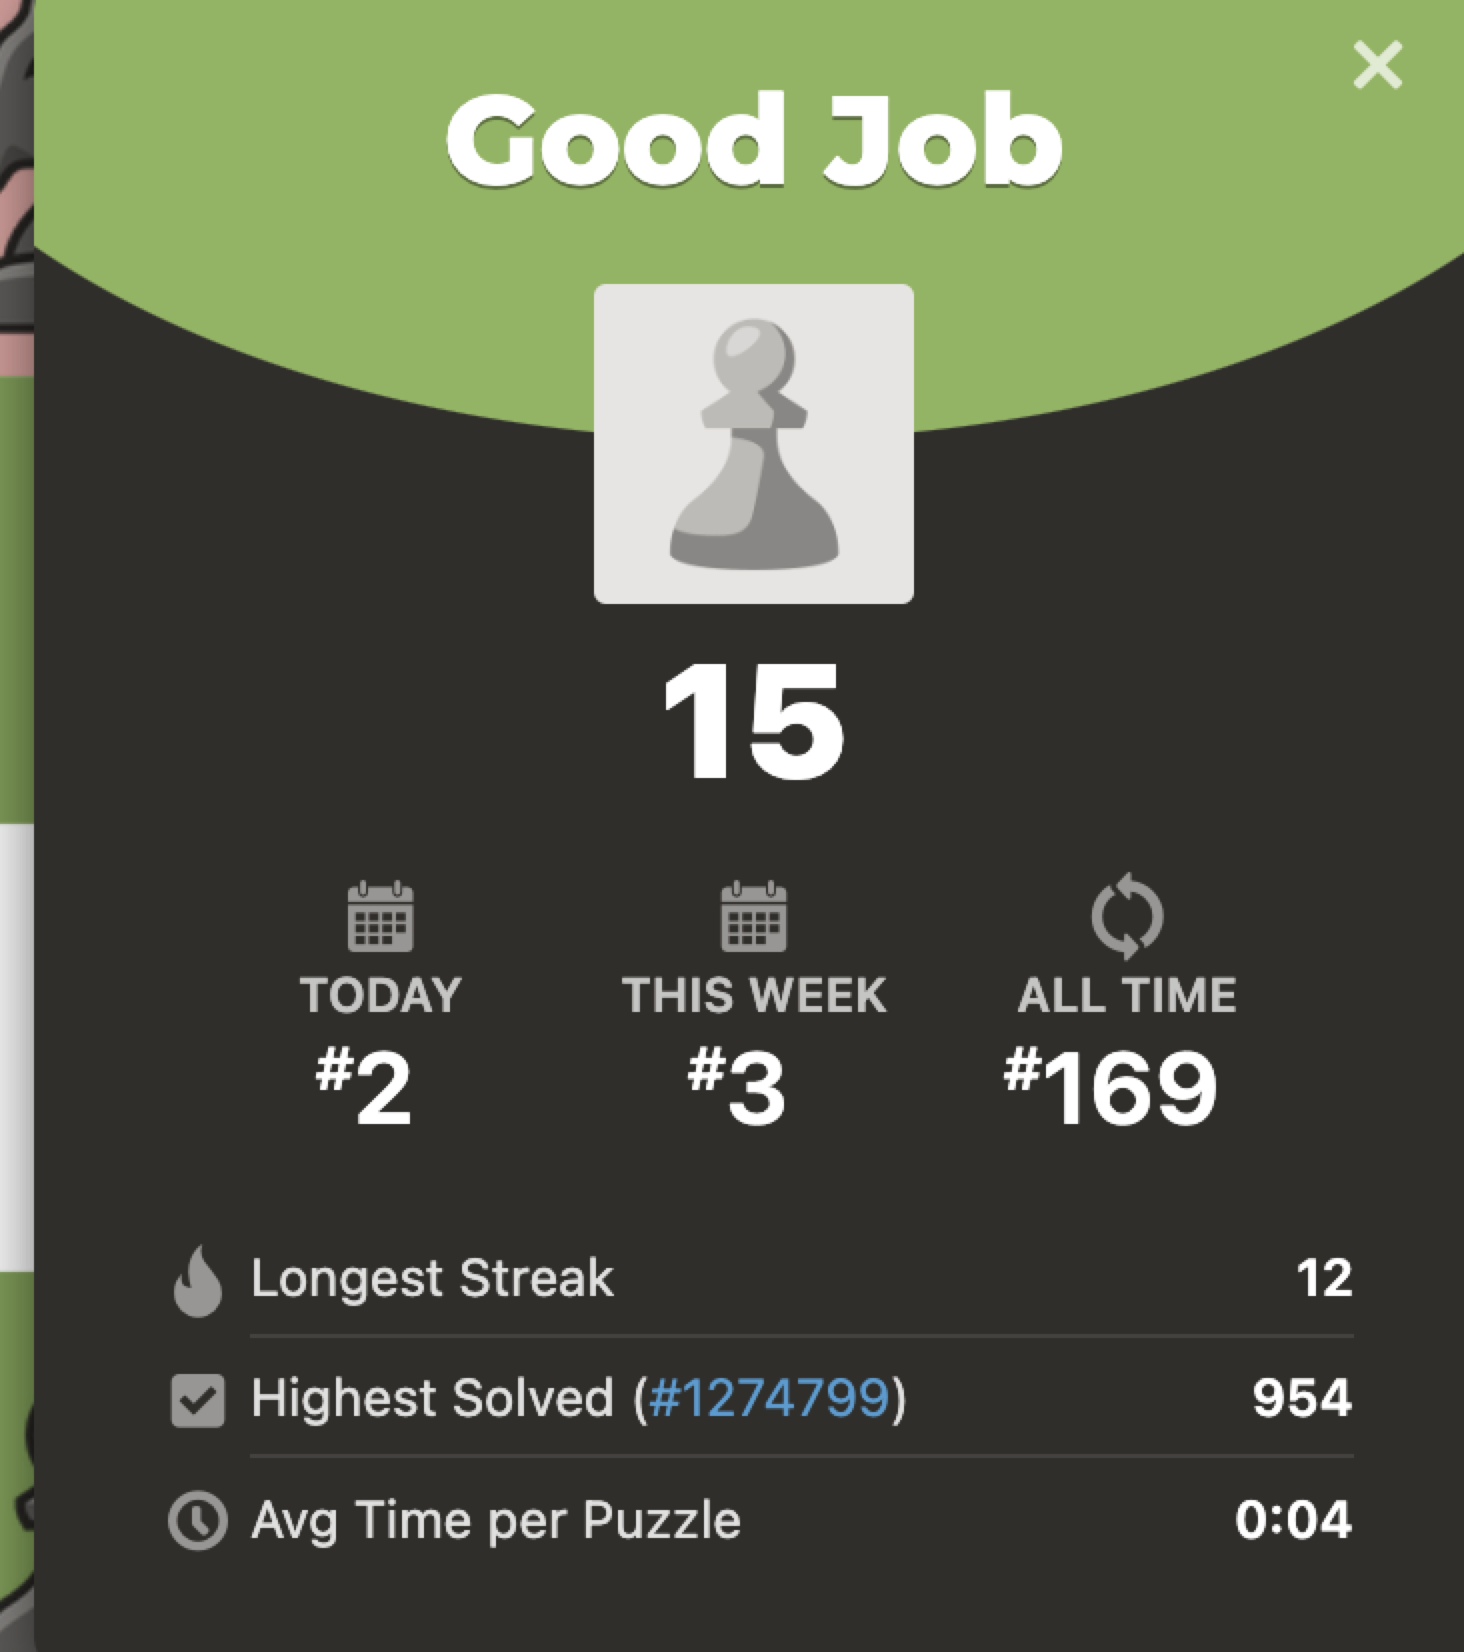 Good Job
15
TODAY THIS WEEK ALL TIME
#2 #3 #169
Longest Streak 12
Highest Solved (#1274799) 954
Avg Time per Puzzle 0:04